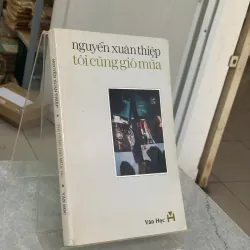 nguyễn xuân thiệp
tôi cùng gió mùa
Văn Học